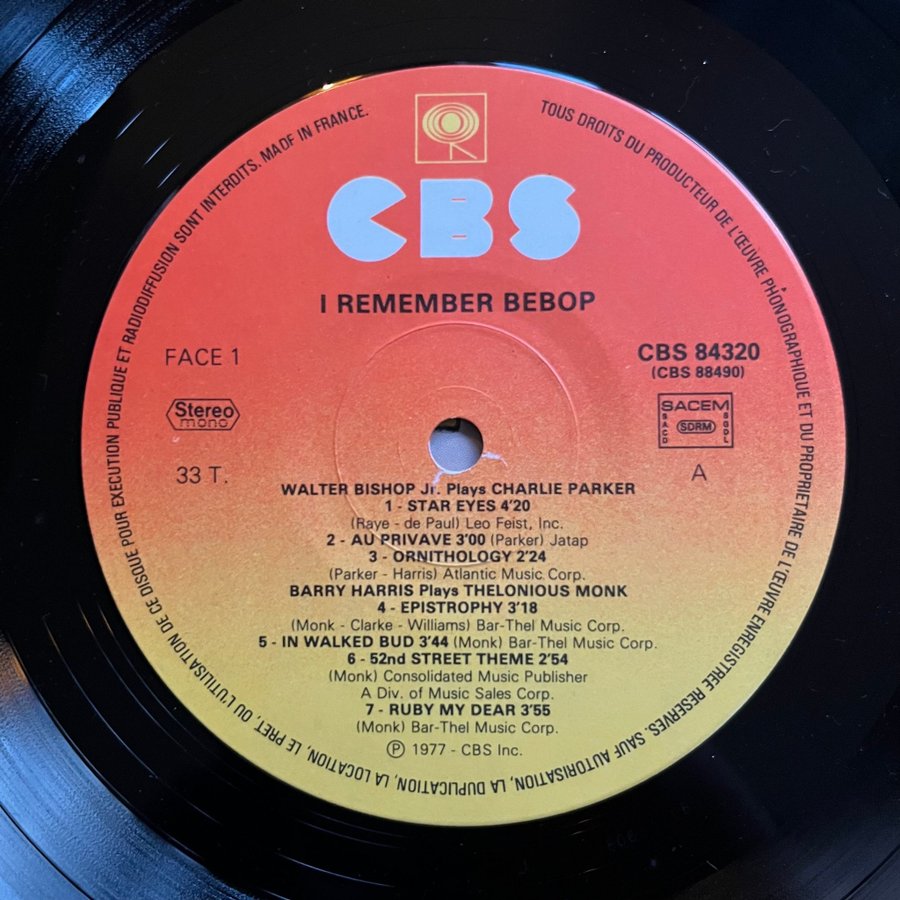 CBS
I REMEMBER BEBOP
FACE 1
CBS 84320
(CBS 88490)
Stereo
mono
SACEM
SACD
SDRM
SGDL
33 T.
A
WALTER BISHOP Jr. Plays CHARLIE PARKER
1 - STAR EYES 4'20
(Raye - de Paul) Leo Feist, Inc.
2 - AU PRIVAVE 3'00 (Parker) Jatap
3 - ORNITHOLOGY 2'24
(Parker - Harris) Atlantic Music Corp.
BARRY HARRIS Plays THELONIOUS MONK
4 - EPISTROPHY 3'18
(Monk - Clarke - Williams) Bar-Thel Music Corp.
5 - IN WALKED BUD 3'44 (Monk) Bar-Thel Music Corp.
6 - 52nd STREET THEME 2'54
(Monk) Consolidated Music Publisher
A Div. of Music Sales Corp.
7 - RUBY MY DEAR 3'55
(Monk) Bar-Thel Music Corp.
℗ 1977 - CBS Inc.
TOUS DROITS DU PRODUCTEUR DE L'ŒUVRE PHONOGRAPHIQUE ET DU PROPRIETAIRE DE L'ŒUVRE ENREGISTREE RESERVES. SAUF AUTORISATION, LA DUPLICATION, LA LOCATION, LE PRET, OU L'UTILISATION DE CE DISQUE POUR EXECUTION PUBLIQUE ET RADIODIFFUSION SONT INTERDITS. MADE IN FRANCE.